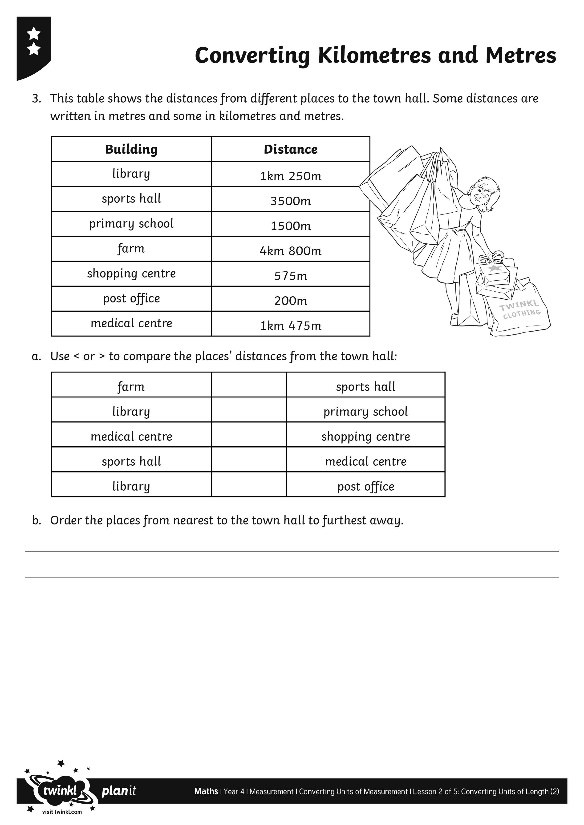 Converting Kilometres and Metres
3. This table shows the distances from different places to the town hall. Some distances are
written in metres and some in kilometres and metres.
Building Distance
library 1km 250m
sports hall 3500m
primary school 1500m
farm 4km 800m
shopping centre 575m
post office 200m
medical centre 1km 475m
TWINKL
CLOTHING
a. Use < or > to compare the places' distances from the town hall:
farm sports hall
library primary school
medical centre shopping centre
sports hall medical centre
library post office
b. Order the places from nearest to the town hall to furthest away.
twinkl planit
visit twinkl.com
Maths | Year 4 | Measurement | Converting Units of Measurement | Lesson 2 of 5: Converting Units of Length (2)